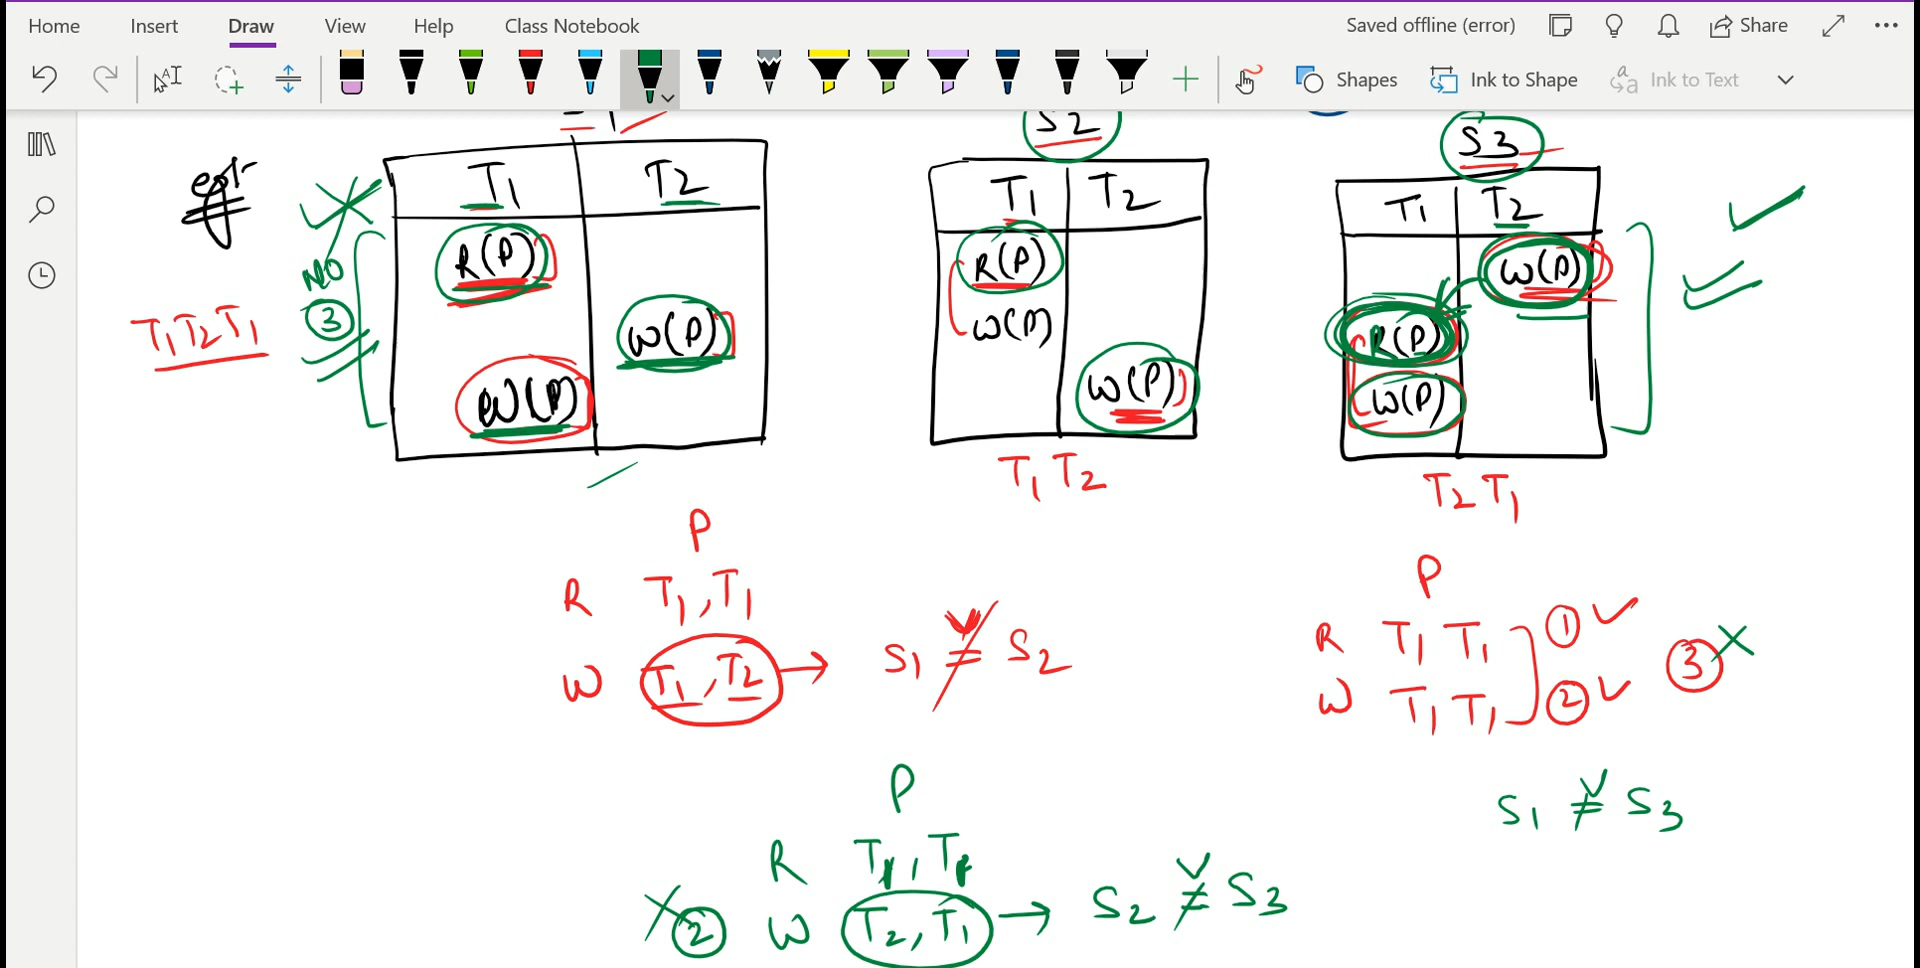 Home Insert Draw View Help Class Notebook Saved offline (error) Share
Shapes Ink to Shape Ink to Text
S2 S3
T1 T2 T1 T2 T1 T2
R(P) R(P) W(P)
NO
T1T2T1 3 W(P) W(P) R(P)
W(P) W(P) W(P)
T1 T2 T2 T1
P P
R T1, T1 R T1 T1 1
W T1, T2 → S1 ≠ S2 W T1 T1 2 3
P S1 ≠ S3
R T1, T1
2 W T2, T1 → S2 ≠ S3